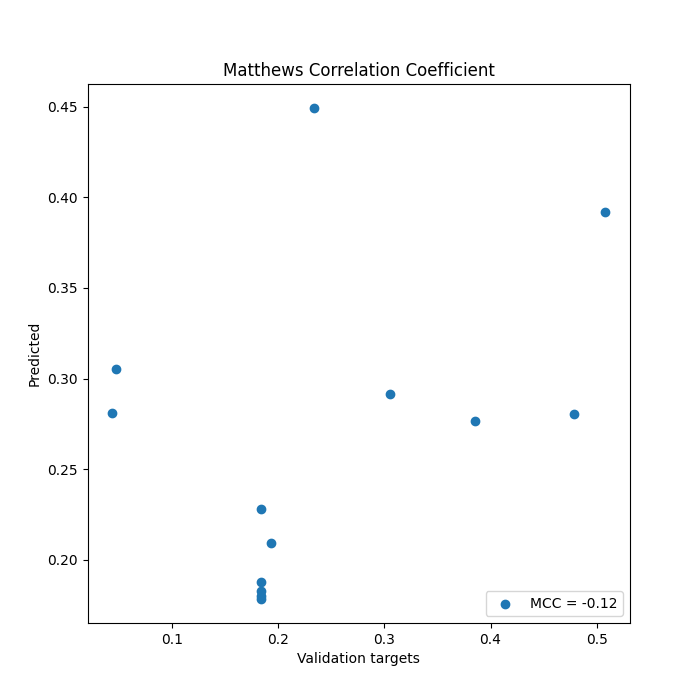 Matthews Correlation Coefficient
0.45
0.40
0.35
0.30
0.25
0.20
Predicted
MCC = -0.12
0.1 0.2 0.3 0.4 0.5
Validation targets